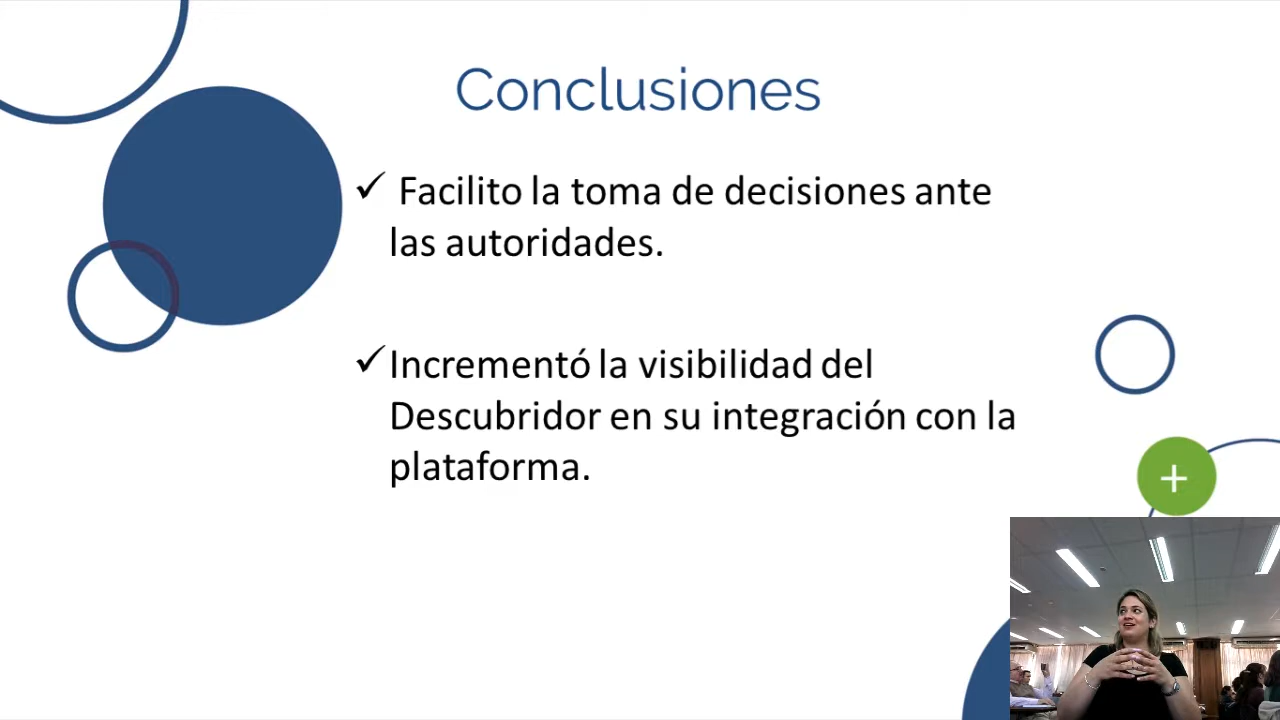 Conclusiones
✓ Facilito la toma de decisiones ante
las autoridades.
✓ Incrementó la visibilidad del
Descubridor en su integración con la
plataforma.
+